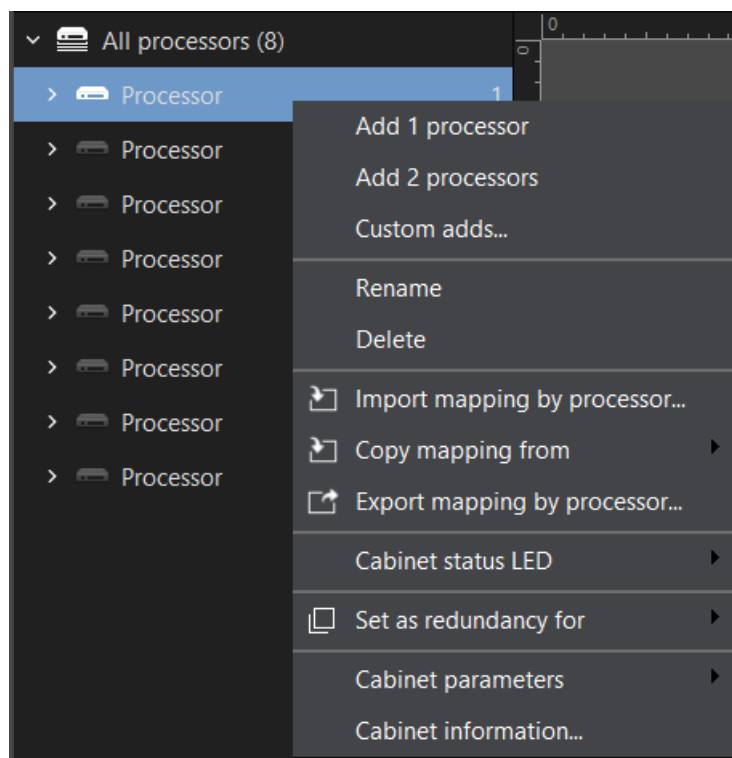 All processors (8)
0
0
Processor 1
Processor
Processor
Processor
Processor
Processor
Processor
Processor
Add 1 processor
Add 2 processors
Custom adds...
Rename
Delete
Import mapping by processor...
Copy mapping from
Export mapping by processor...
Cabinet status LED
Set as redundancy for
Cabinet parameters
Cabinet information...